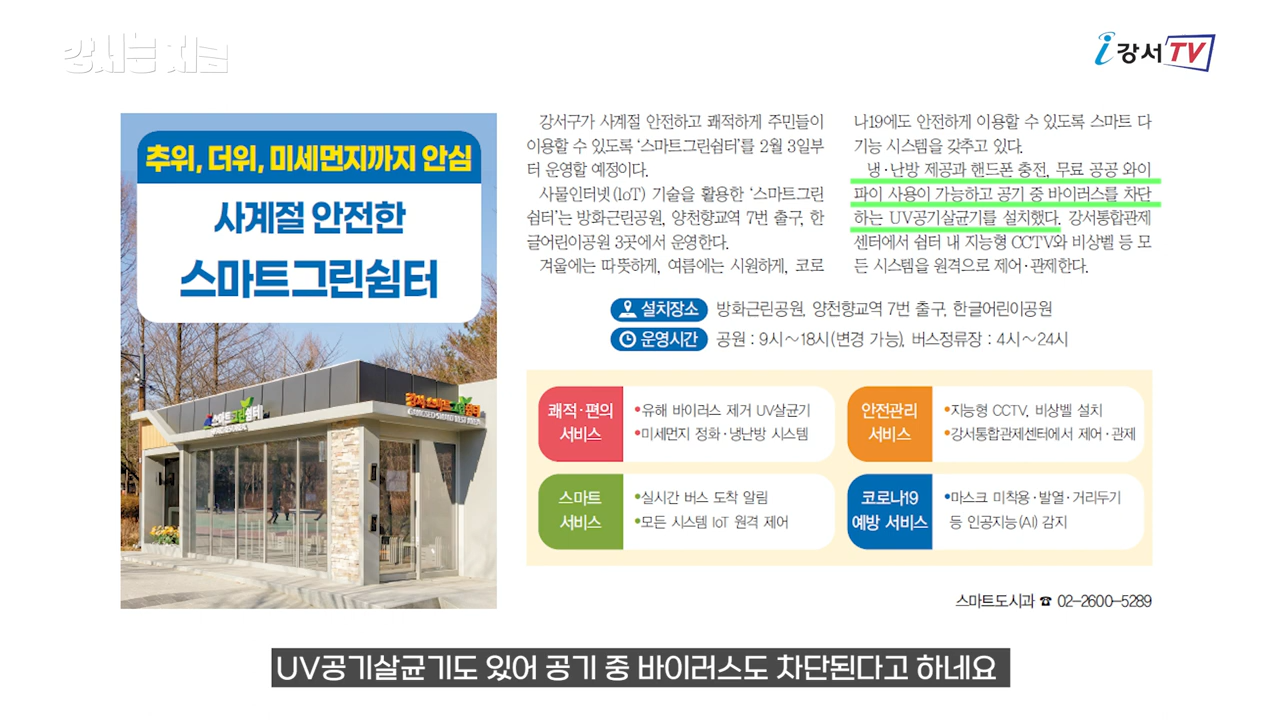 강서는 지금
i강서TV
추위, 더위, 미세먼지까지 안심
사계절 안전한
스마트그린쉼터
스마트그린쉼터
강서 스마트그린쉼터
강서구가 사계절 안전하고 쾌적하게 주민들이
이용할 수 있도록 ‘스마트그린쉼터’를 2월 3일부
터 운영할 예정이다.
사물인터넷(IoT) 기술을 활용한 ‘스마트그린
쉼터’는 방화근린공원, 양천향교역 7번 출구, 한
글어린이공원 3곳에서 운영한다.
겨울에는 따뜻하게, 여름에는 시원하게, 코로
나19에도 안전하게 이용할 수 있도록 스마트 다
기능 시스템을 갖추고 있다.
냉·난방 제공과 핸드폰 충전, 무료 공공 와이
파이 사용이 가능하고 공기 중 바이러스를 차단
하는 UV공기살균기를 설치했다. 강서통합관제
센터에서 쉼터 내 지능형 CCTV와 비상벨 등 모
든 시스템을 원격으로 제어·관제한다.
설치장소 방화근린공원, 양천향교역 7번 출구, 한글어린이공원
운영시간 공원 : 9시~18시(변경 가능), 버스정류장 : 4시~24시
쾌적·편의
서비스
•유해 바이러스 제거 UV살균기
•미세먼지 정화·냉난방 시스템
안전관리
서비스
•지능형 CCTV, 비상벨 설치
•강서통합관제센터에서 제어·관제
스마트
서비스
•실시간 버스 도착 알림
•모든 시스템 IoT 원격 제어
코로나19
예방 서비스
•마스크 미착용·발열·거리두기
등 인공지능(AI) 감지
스마트도시과 ☎ 02-2600-5289
UV공기살균기도 있어 공기 중 바이러스도 차단된다고 하네요